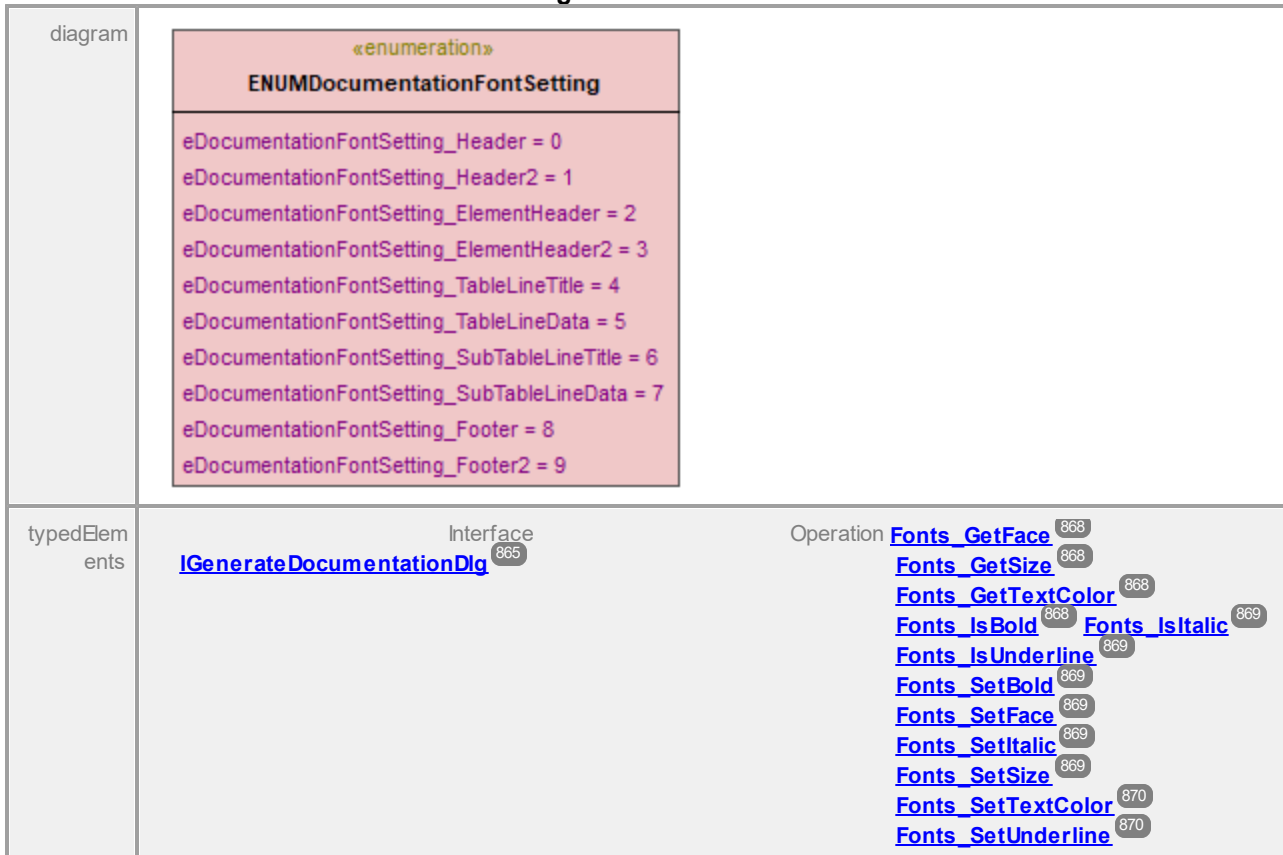 diagram
«enumeration»
ENUMDocumentationFontSetting
eDocumentationFontSetting_Header = 0
eDocumentationFontSetting_Header2 = 1
eDocumentationFontSetting_ElementHeader = 2
eDocumentationFontSetting_ElementHeader2 = 3
eDocumentationFontSetting_TableLineTitle = 4
eDocumentationFontSetting_TableLineData = 5
eDocumentationFontSetting_SubTableLineTitle = 6
eDocumentationFontSetting_SubTableLineData = 7
eDocumentationFontSetting_Footer = 8
eDocumentationFontSetting_Footer2 = 9
typedElem
ents
Interface
IGenerateDocumentationDlg 865
Operation Fonts_GetFace 868
Fonts_GetSize 868
Fonts_GetTextColor 868
Fonts_IsBold 868 Fonts_IsItalic 869
Fonts_IsUnderline 869
Fonts_SetBold 869
Fonts_SetFace 869
Fonts_SetItalic 869
Fonts_SetSize 869
Fonts_SetTextColor 870
Fonts_SetUnderline 870